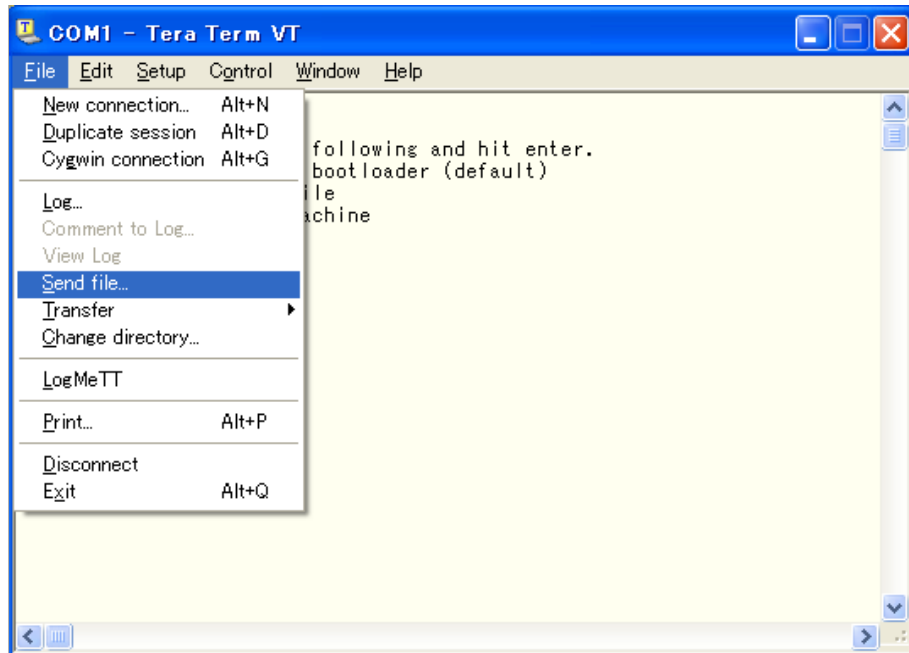 COM1 - Tera Term VT
File Edit Setup Control Window Help
New connection... Alt+N
Duplicate session Alt+D
Cygwin connection Alt+G
Log...
Comment to Log...
View Log
Send file...
Transfer
Change directory...
LogMeTT
Print... Alt+P
Disconnect
Exit Alt+Q
following and hit enter.
bootloader (default)
ile
achine